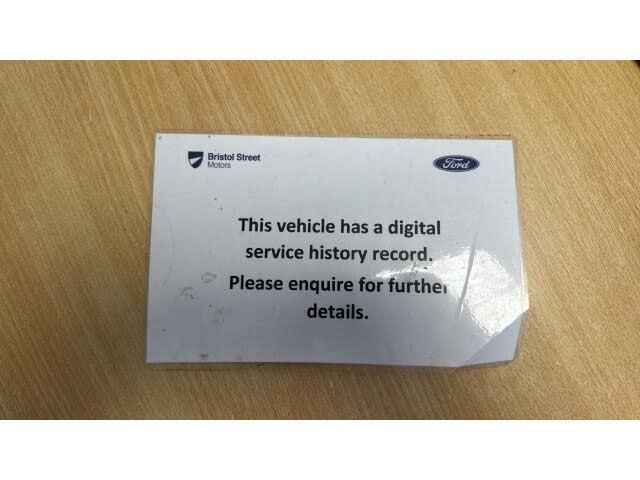 Bristol Street
Motors
Ford
This vehicle has a digital
service history record.
Please enquire for further
details.